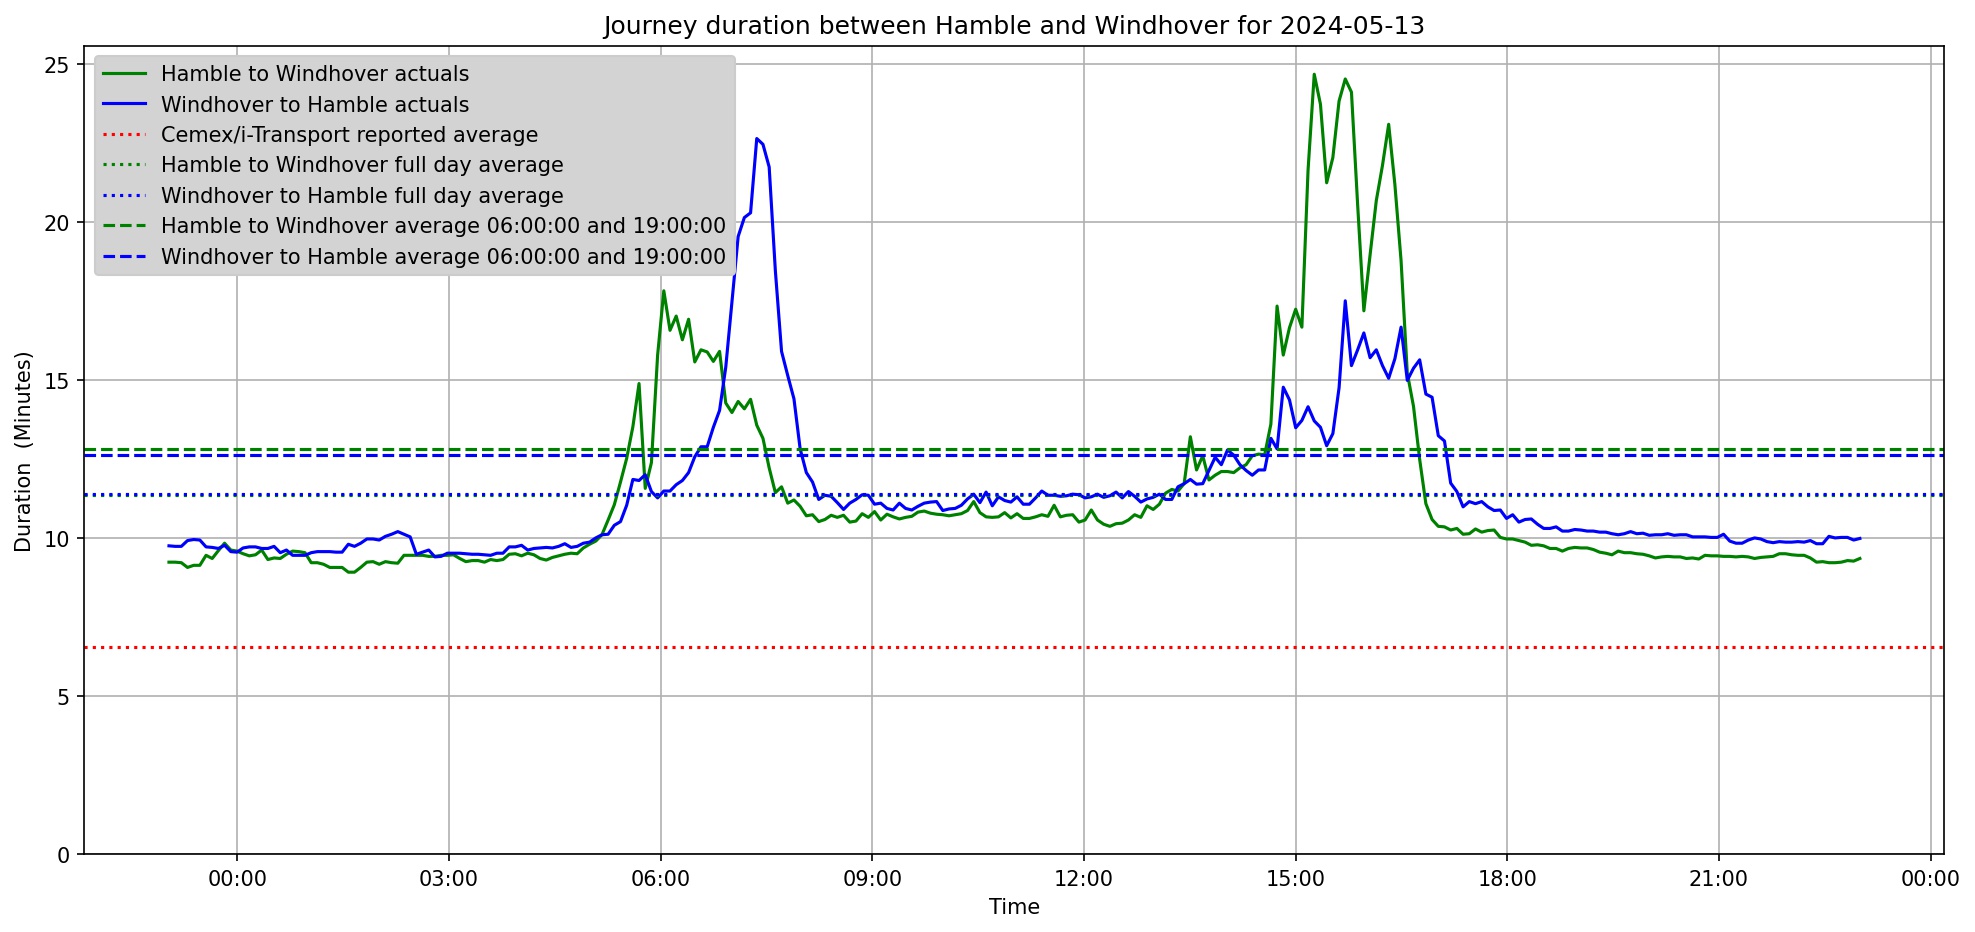 Journey duration between Hamble and Windhover for 2024-05-13
25
20
15
10
5
0
Duration  (Minutes)
Hamble to Windhover actuals
Windhover to Hamble actuals
Cemex/i-Transport reported average
Hamble to Windhover full day average
Windhover to Hamble full day average
Hamble to Windhover average 06:00:00 and 19:00:00
Windhover to Hamble average 06:00:00 and 19:00:00
00:00 03:00 06:00 09:00 12:00 15:00 18:00 21:00 00:00
Time